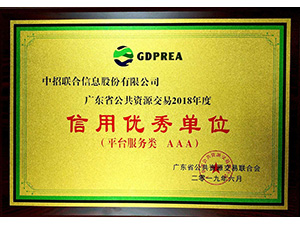 GDPREA
中招联合信息股份有限公司
广东省公共资源交易2018年度
信用优秀单位
(平台服务类 AAA)
广东省公共资源交易联合会
二〇一九年六月